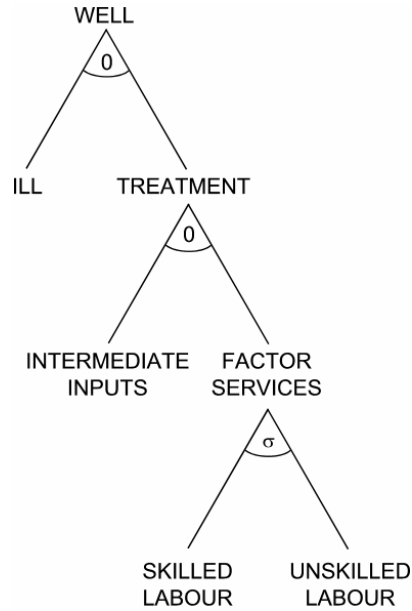 WELL
0
ILL
TREATMENT
0
INTERMEDIATE
INPUTS
FACTOR
SERVICES
σ
SKILLED
LABOUR
UNSKILLED
LABOUR